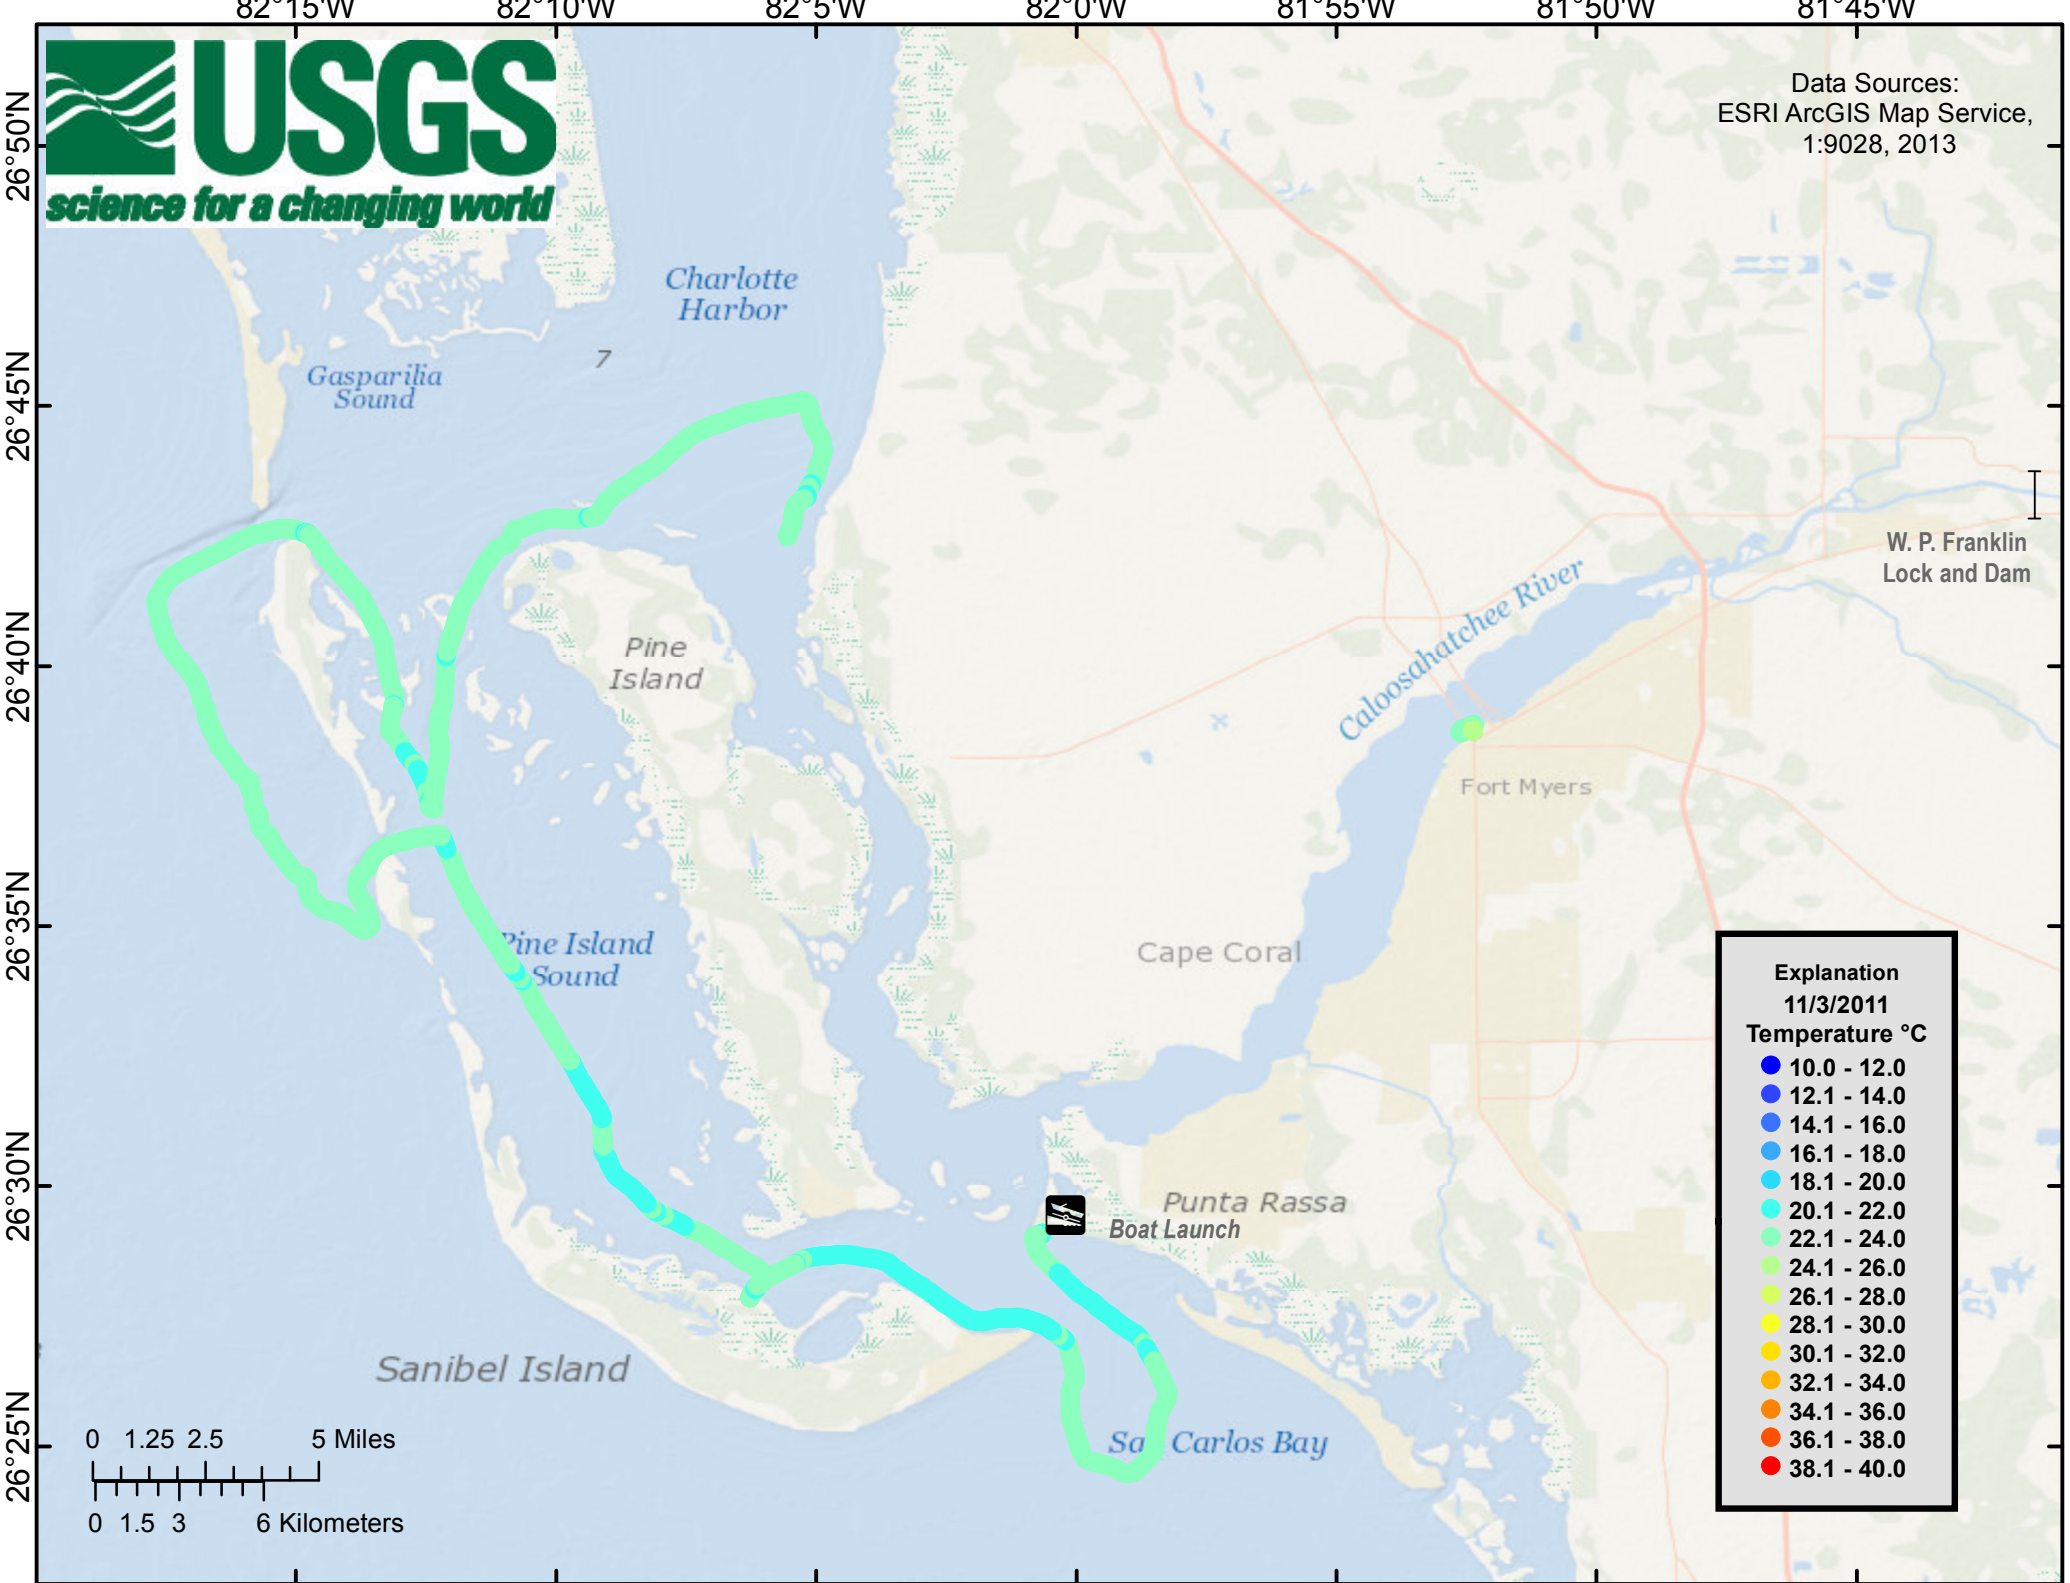 82°15'W 82°10'W 82°5'W 82°0'W 81°55'W 81°50'W 81°45'W
USGS
science for a changing world
Data Sources:
ESRI ArcGIS Map Service,
1:9028, 2013
26°50'N
26°45'N
26°40'N
26°35'N
26°30'N
26°25'N
Charlotte
Harbor
7
Gasparilia
Sound
W. P. Franklin
Lock and Dam
Caloosahatchee River
Pine
Island
Fort Myers
Pine Island
Sound
Cape Coral
Punta Rassa
Boat Launch
Sanibel Island
San Carlos Bay
Explanation
11/3/2011
Temperature °C
10.0 - 12.0
12.1 - 14.0
14.1 - 16.0
16.1 - 18.0
18.1 - 20.0
20.1 - 22.0
22.1 - 24.0
24.1 - 26.0
26.1 - 28.0
28.1 - 30.0
30.1 - 32.0
32.1 - 34.0
34.1 - 36.0
36.1 - 38.0
38.1 - 40.0
0 1.25 2.5 5 Miles
0 1.5 3 6 Kilometers